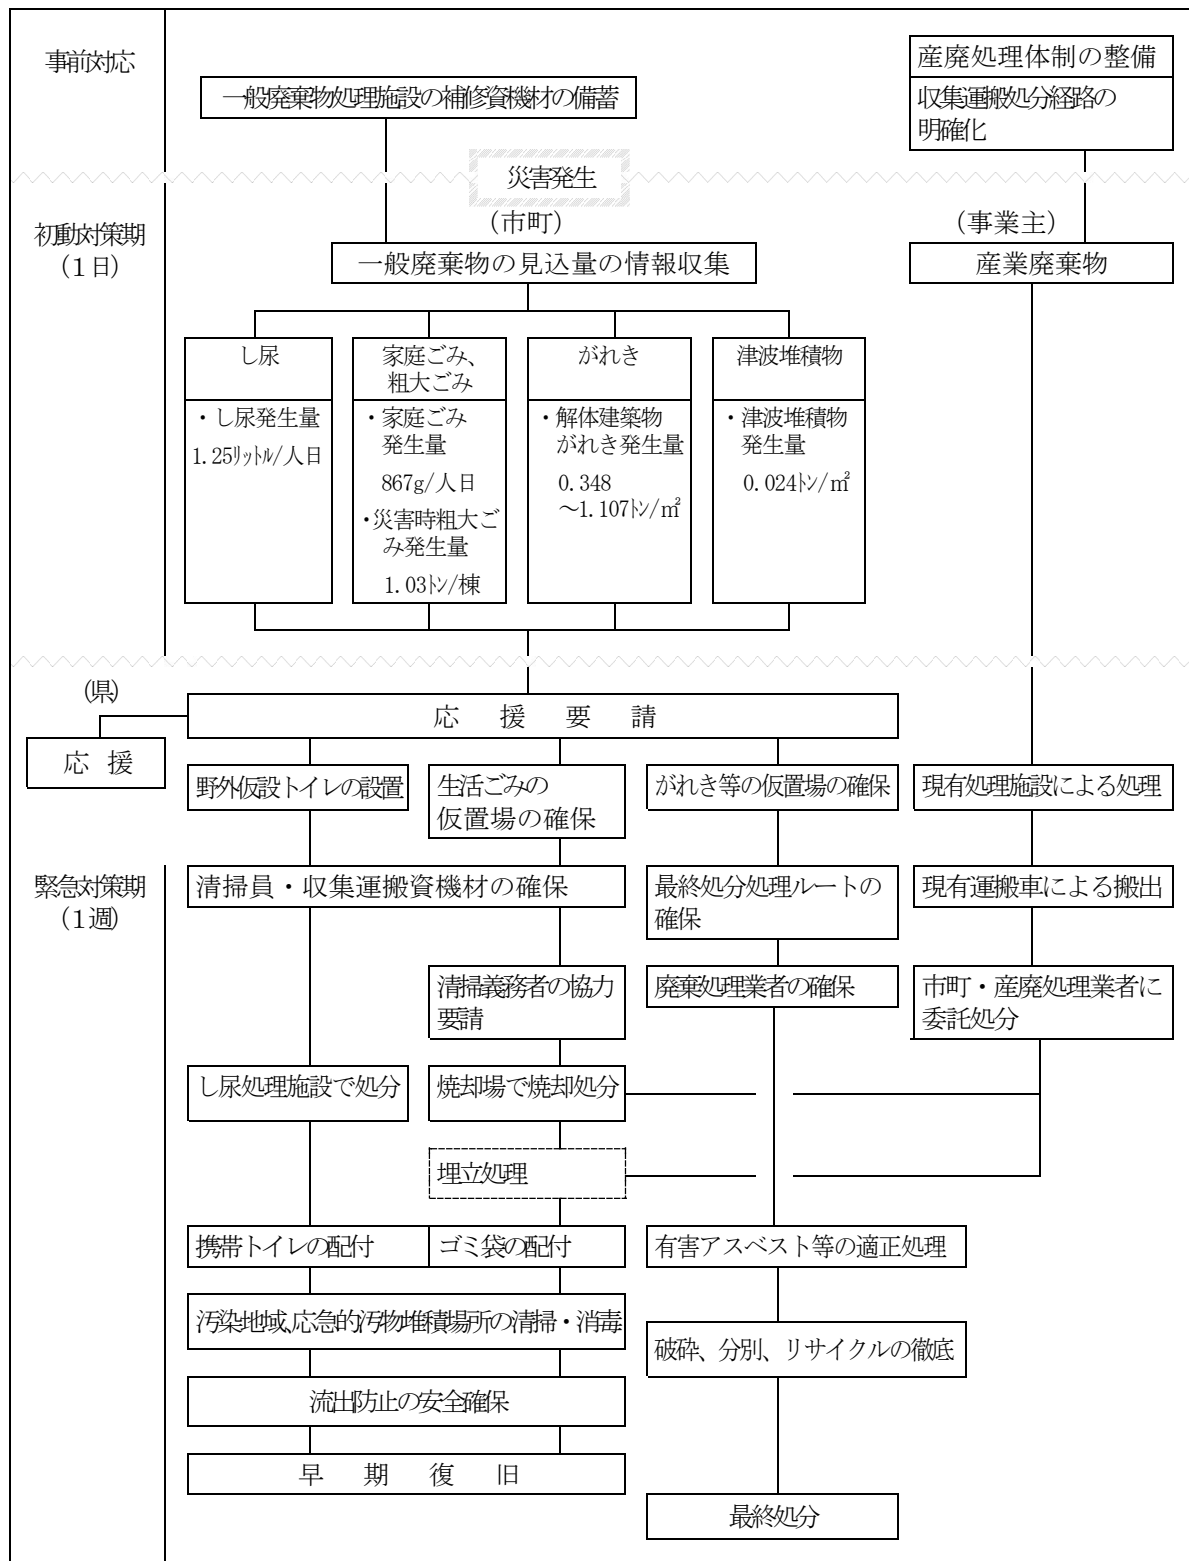 事前対応
産廃処理体制の整備
収集運搬処分経路の
明確化
一般廃棄物処理施設の補修資機材の備蓄
災害発生
初動対策期
(1日)
(市町)
一般廃棄物の見込量の情報収集
(事業主)
産業廃棄物
し尿
・し尿発生量
1.25リットル/人日
家庭ごみ、
粗大ごみ
・家庭ごみ
発生量
867g/人日
・災害時粗大ご
み発生量
1.03トン/棟
がれき
・解体建築物
がれき発生量
0.348
～1.107トン/㎡
津波堆積物
・津波堆積物
発生量
0.024トン/㎡
(県)
応援
応援要請
緊急対策期
(1週)
野外仮設トイレの設置
生活ごみの
仮置場の確保
がれき等の仮置場の確保
現有処理施設による処理
清掃員・収集運搬資機材の確保
最終処分処理ルートの
確保
現有運搬車による搬出
清掃義務者の協力
要請
廃棄処理業者の確保
市町・産廃処理業者に
委託処分
し尿処理施設で処分
焼却場で焼却処分
埋立処理
携帯トイレの配付
ゴミ袋の配付
有害アスベスト等の適正処理
汚染地域、応急的汚物堆積場所の清掃・消毒
破砕、分別、リサイクルの徹底
流出防止の安全確保
早期復旧
最終処分